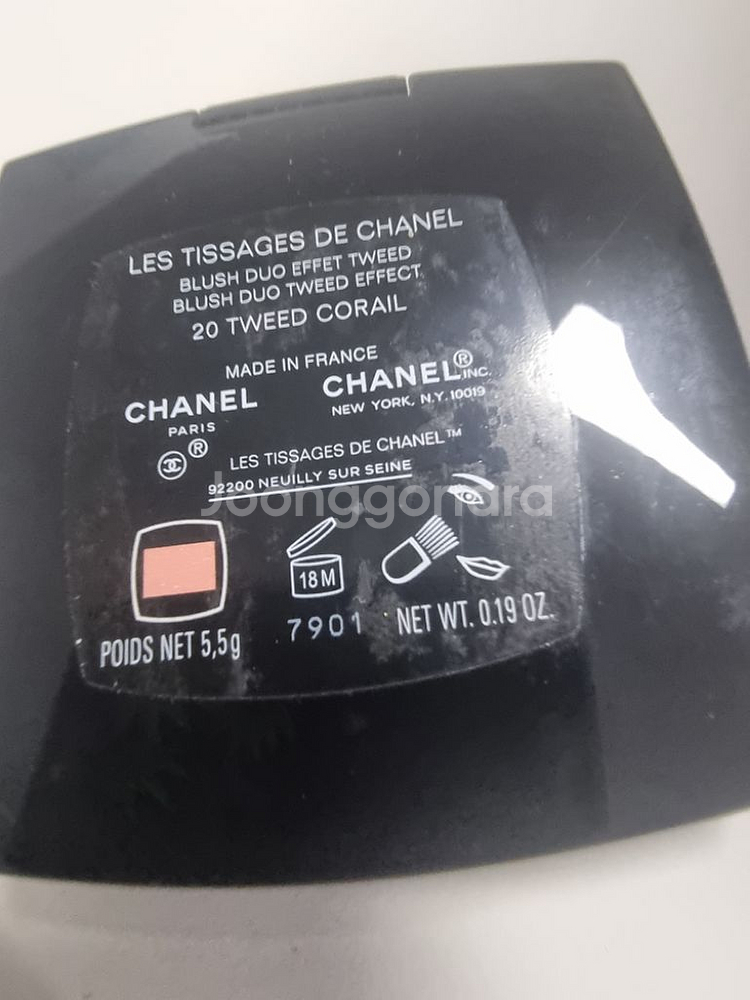 LES TISSAGES DE CHANEL
BLUSH DUO EFFET TWEED
BLUSH DUO TWEED EFFECT
20 TWEED CORAIL
MADE IN FRANCE
CHANEL
PARIS
CHANEL® INC.
NEW YORK, N.Y. 10019
®
LES TISSAGES DE CHANEL™
92200 NEUILLY SUR SEINE
Joonggonara
18M
POIDS NET 5,5g
7901
NET WT. 0.19 OZ.